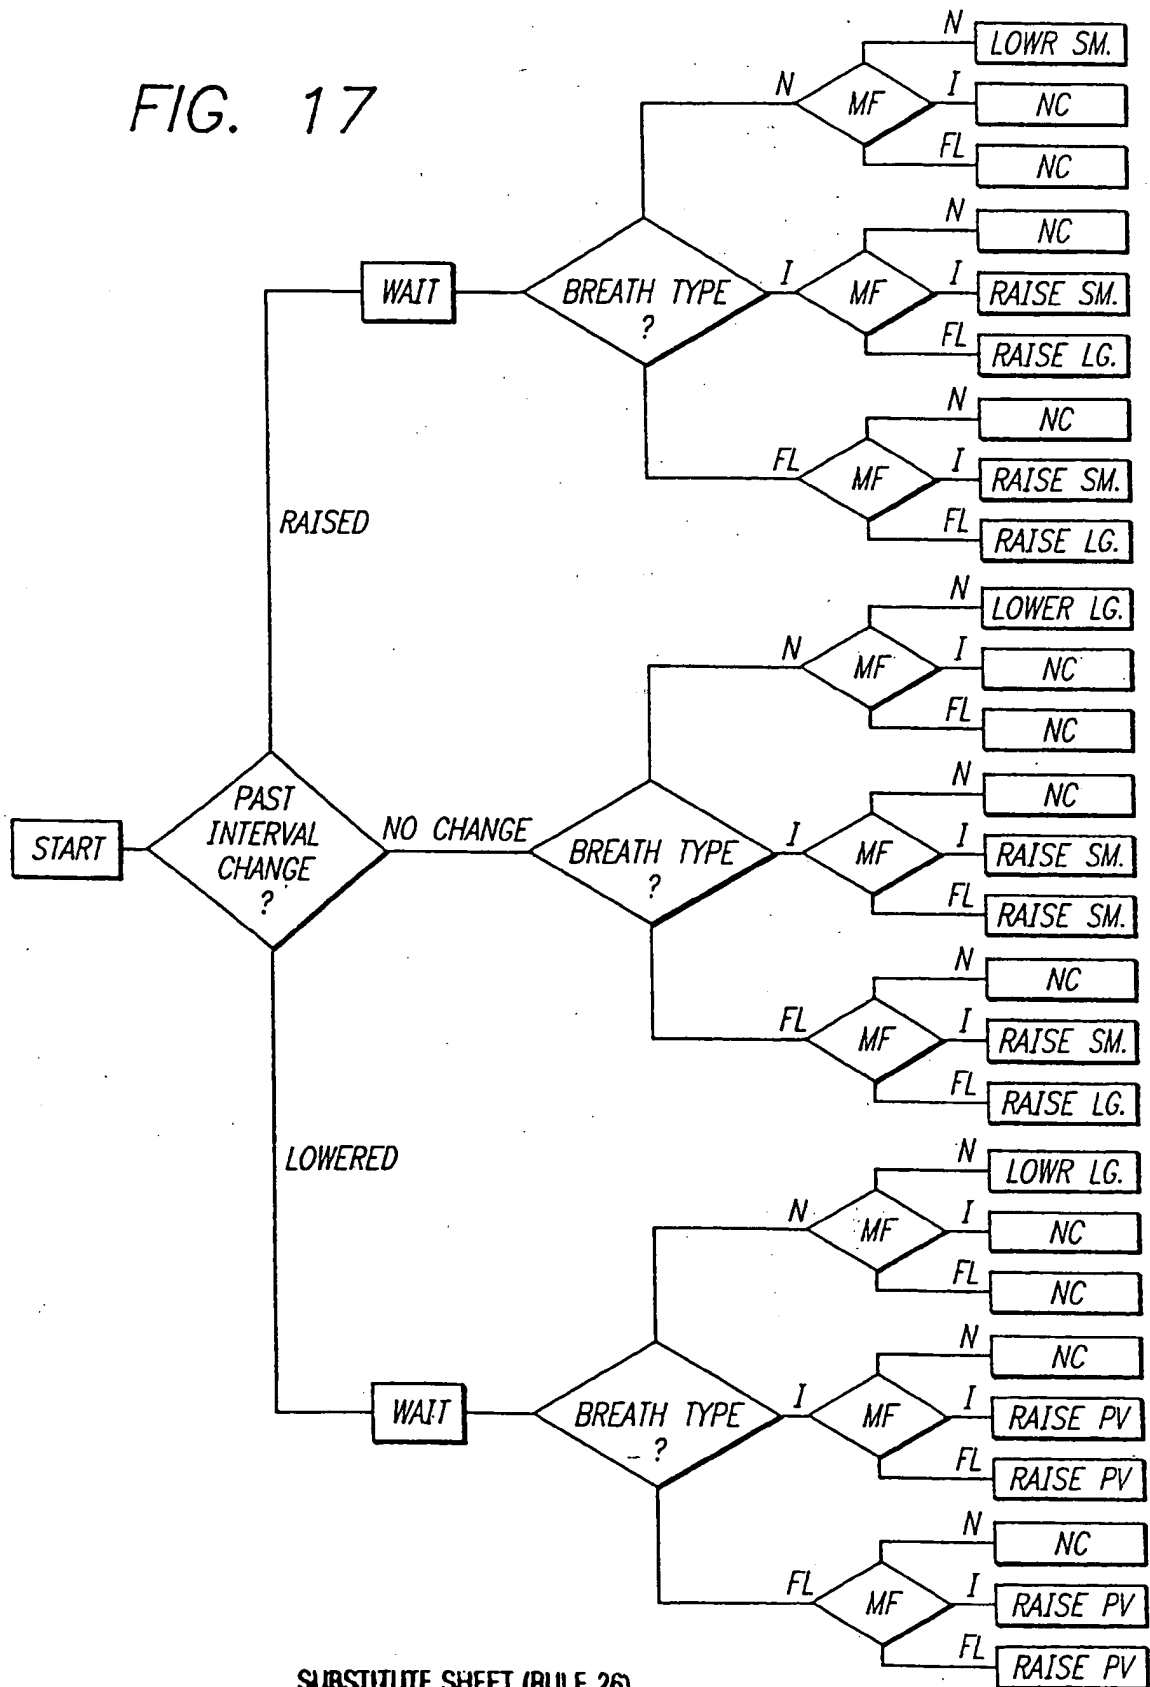 FIG. 17
N
LOWR SM.
N
MF
I
NC
FL
NC
N
NC
WAIT
BREATH TYPE
?
I
MF
I
RAISE SM.
FL
RAISE LG.
N
NC
FL
MF
I
RAISE SM.
FL
RAISE LG.
RAISED
N
LOWER LG.
N
MF
I
NC
FL
NC
START
PAST
INTERVAL
CHANGE
?
NO CHANGE
BREATH TYPE
?
N
NC
I
MF
I
RAISE SM.
FL
RAISE SM.
N
NC
FL
MF
I
RAISE SM.
FL
RAISE LG.
LOWERED
N
LOWR LG.
N
MF
I
NC
FL
NC
N
NC
WAIT
BREATH TYPE
?
I
MF
I
RAISE PV
FL
RAISE PV
N
NC
FL
MF
I
RAISE PV
FL
RAISE PV
SUBSTITUTE SHEET (RULE 26)